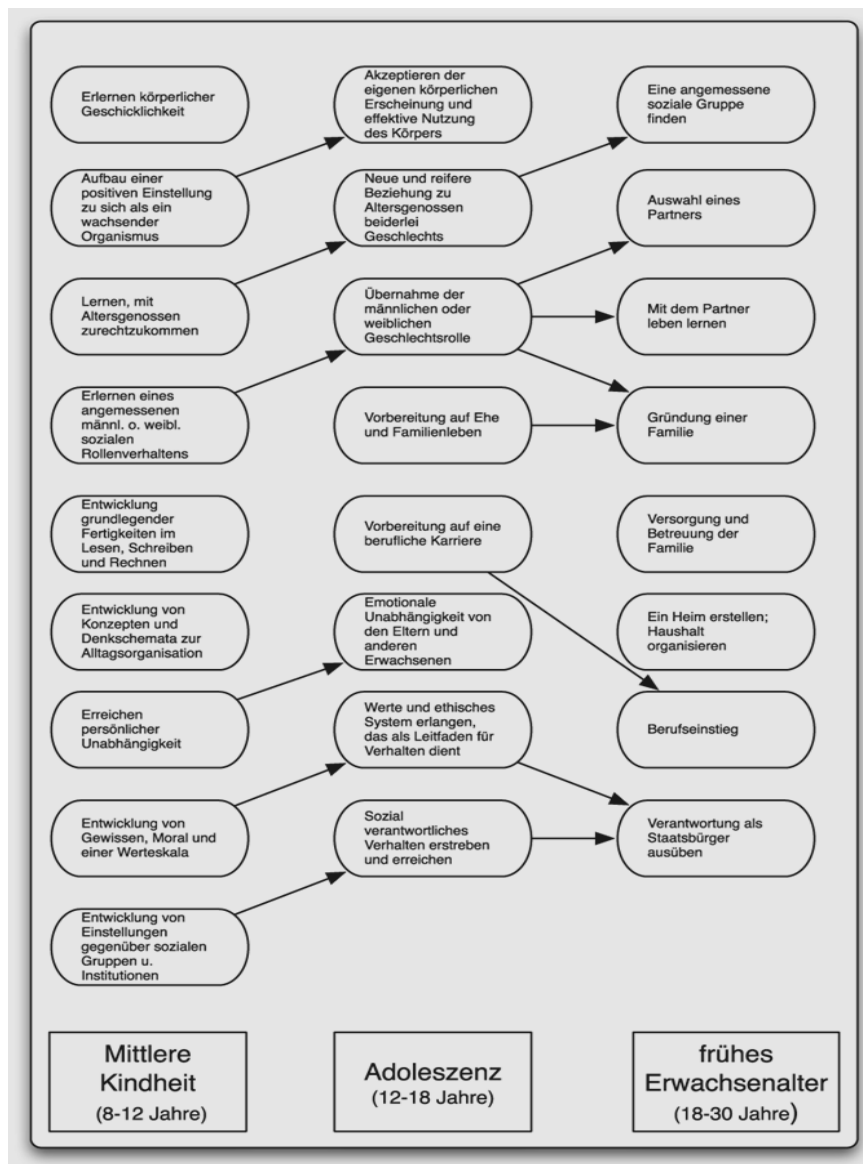 Erlernen körperlicher
Geschicklichkeit
Aufbau einer
positiven Einstellung
zu sich als ein
wachsender
Organismus
Lernen, mit
Altersgenossen
zurechtzukommen
Erlernen eines
angemessenen
männl. o. weibl.
sozialen
Rollenverhaltens
Entwicklung
grundlegender
Fertigkeiten im
Lesen, Schreiben
und Rechnen
Entwicklung von
Konzepten und
Denkschemata zur
Alltagsorganisation
Erreichen
persönlicher
Unabhängigkeit
Entwicklung von
Gewissen, Moral und
einer Werteskala
Entwicklung von
Einstellungen
gegenüber sozialen
Gruppen u.
Institutionen
Mittlere
Kindheit
(8-12 Jahre)
Akzeptieren der
eigenen körperlichen
Erscheinung und
effektive Nutzung
des Körpers
Neue und reifere
Beziehung zu
Altersgenossen
beiderlei
Geschlechts
Übernahme der
männlichen oder
weiblichen
Geschlechtsrolle
Vorbereitung auf Ehe
und Familienleben
Vorbereitung auf eine
berufliche Karriere
Emotionale
Unabhängigkeit von
den Eltern und
anderen
Erwachsenen
Werte und ethisches
System erlangen,
das als Leitfaden für
Verhalten dient
Sozial
verantwortliches
Verhalten erstreben
und erreichen
Adoleszenz
(12-18 Jahre)
Eine angemessene
soziale Gruppe
finden
Auswahl eines
Partners
Mit dem Partner
leben lernen
Gründung einer
Familie
Versorgung und
Betreuung der
Familie
Ein Heim erstellen;
Haushalt
organisieren
Berufseinstieg
Verantwortung als
Staatsbürger
ausüben
frühes
Erwachsenalter
(18-30 Jahre)